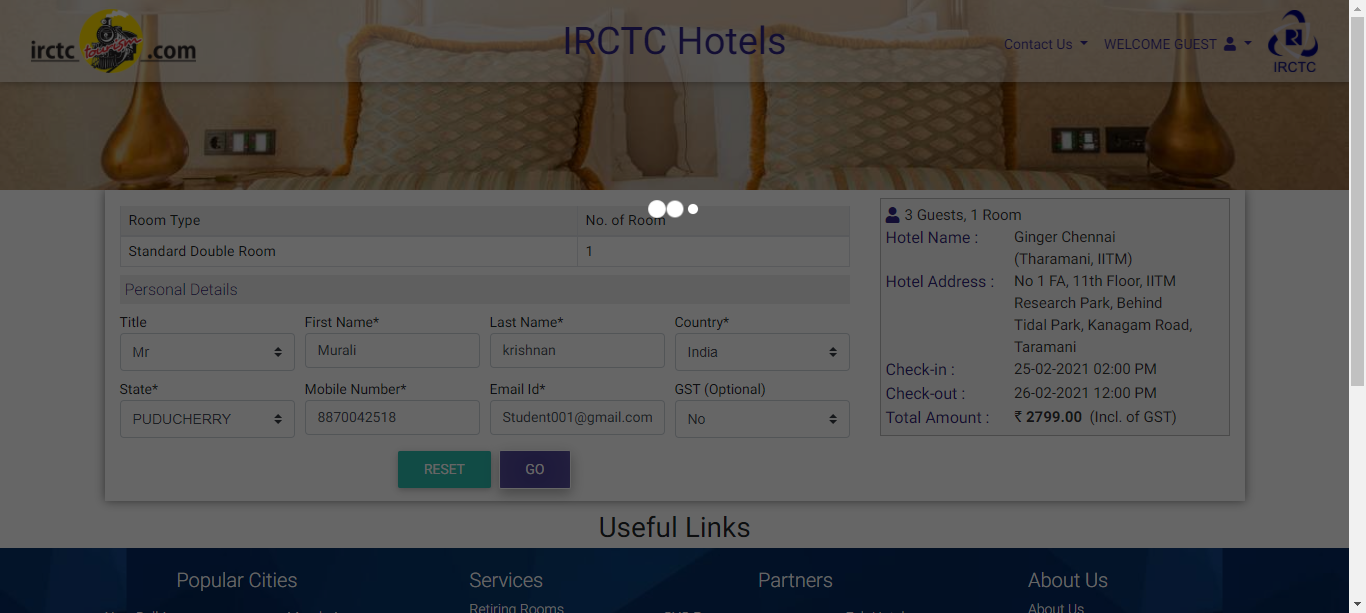 irctc tourism .com
IRCTC Hotels
Contact Us
WELCOME GUEST
IRCTC
Room Type No. of Room
Standard Double Room 1
Personal Details
Title First Name* Last Name* Country*
Mr Murali krishnan India
State* Mobile Number* Email Id* GST (Optional)
PUDUCHERRY 8870042518 Student001@gmail.com No
RESET GO
3 Guests, 1 Room
Hotel Name : Ginger Chennai
(Tharamani, IITM)
Hotel Address : No 1 FA, 11th Floor, IITM
Research Park, Behind
Tidal Park, Kanagam Road,
Taramani
Check-in : 25-02-2021 02:00 PM
Check-out : 26-02-2021 12:00 PM
Total Amount : ₹ 2799.00 (Incl. of GST)
Useful Links
Popular Cities Services Partners About Us
Retiring Rooms About Us